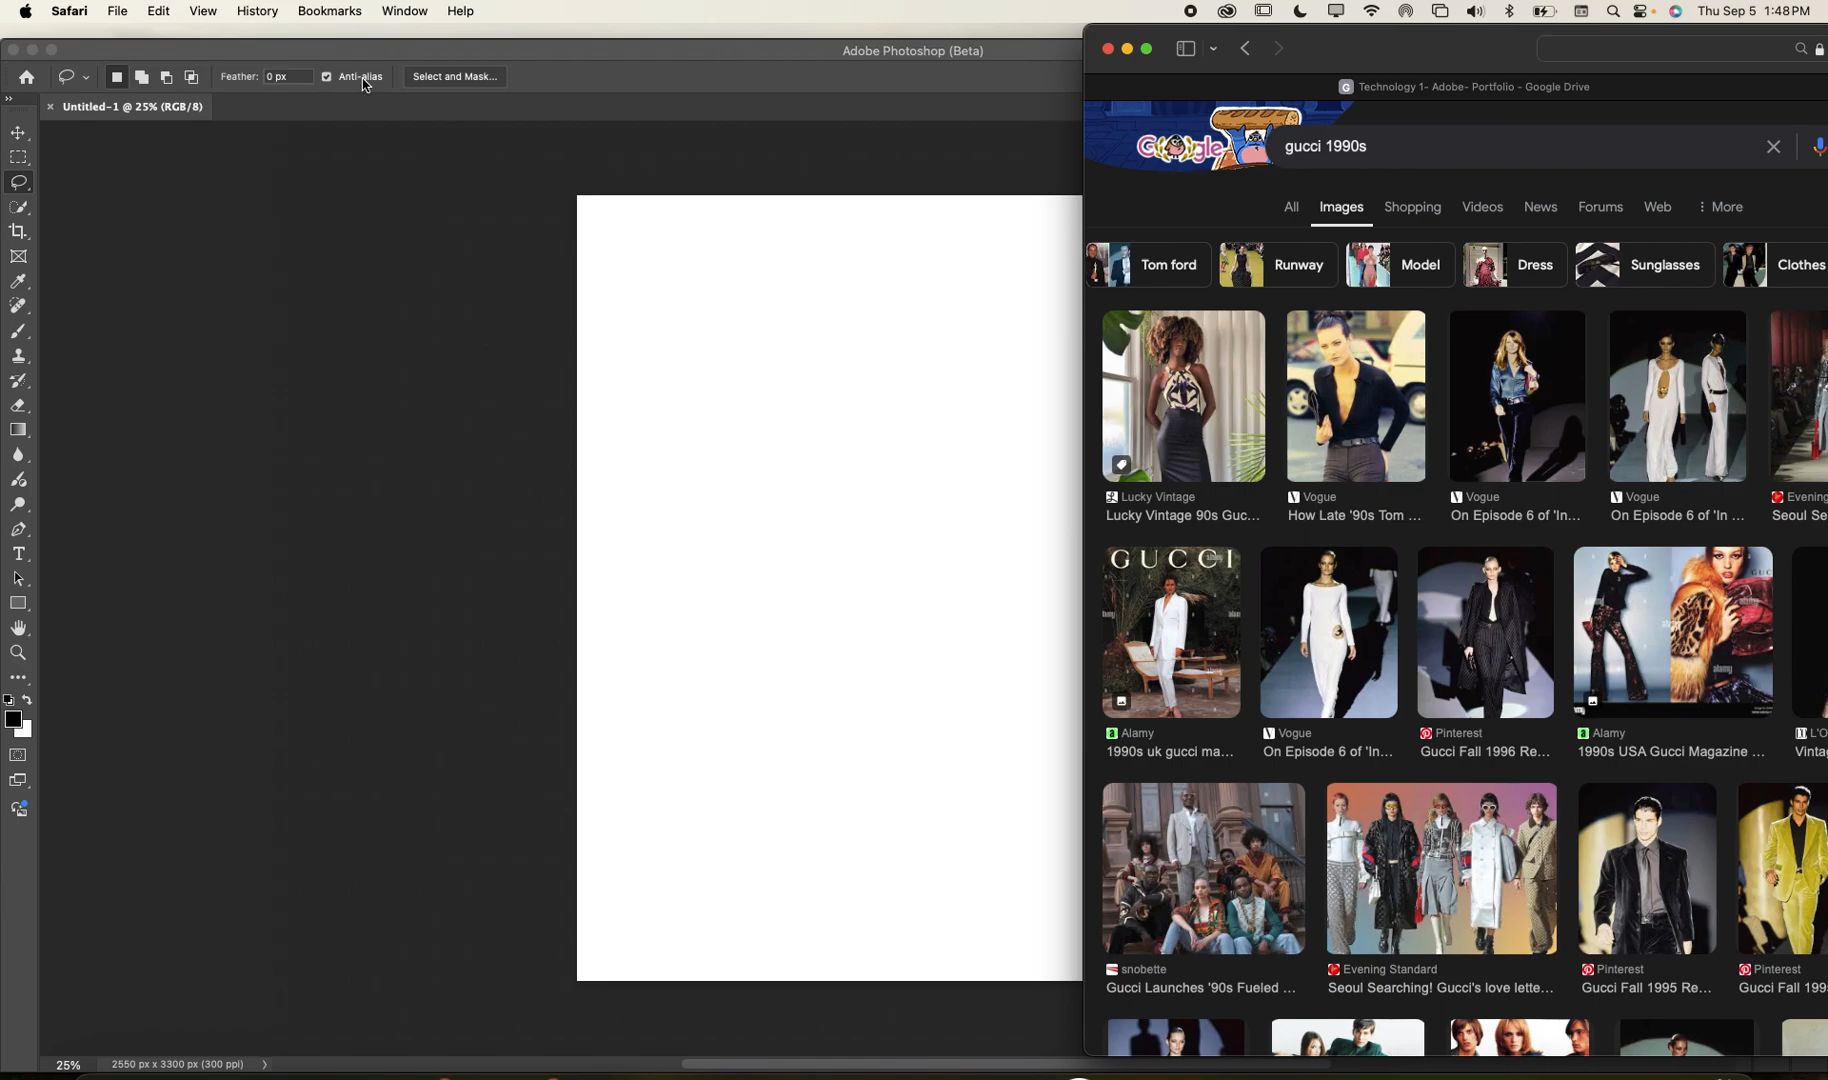 Safari File Edit View History Bookmarks Window Help Thu Sep 5 1:48 PM
Adobe Photoshop (Beta)
Feather: 0 px Anti-alias Select and Mask...
Technology 1- Adobe- Portfolio - Google Drive
Untitled-1 @ 25% (RGB/8)
Google gucci 1990s
All Images Shopping Videos News Forums Web More
Tom ford Runway Model Dress Sunglasses Clothes
Lucky Vintage Vogue Vogue Vogue Evening
Lucky Vintage 90s Guc... How Late '90s Tom ... On Episode 6 of 'In... On Episode 6 of 'In ... Seoul Se
GUCCI
alamy
Alamy Vogue Pinterest Alamy L'O
1990s uk gucci ma... On Episode 6 of 'In... Gucci Fall 1996 Re... 1990s USA Gucci Magazine ... Vinta
snobette Evening Standard Pinterest Pinterest
Gucci Launches '90s Fueled ... Seoul Searching! Gucci's love lette... Gucci Fall 1995 Re... Gucci Fall 199
25% 2550 px x 3300 px (300 ppi)